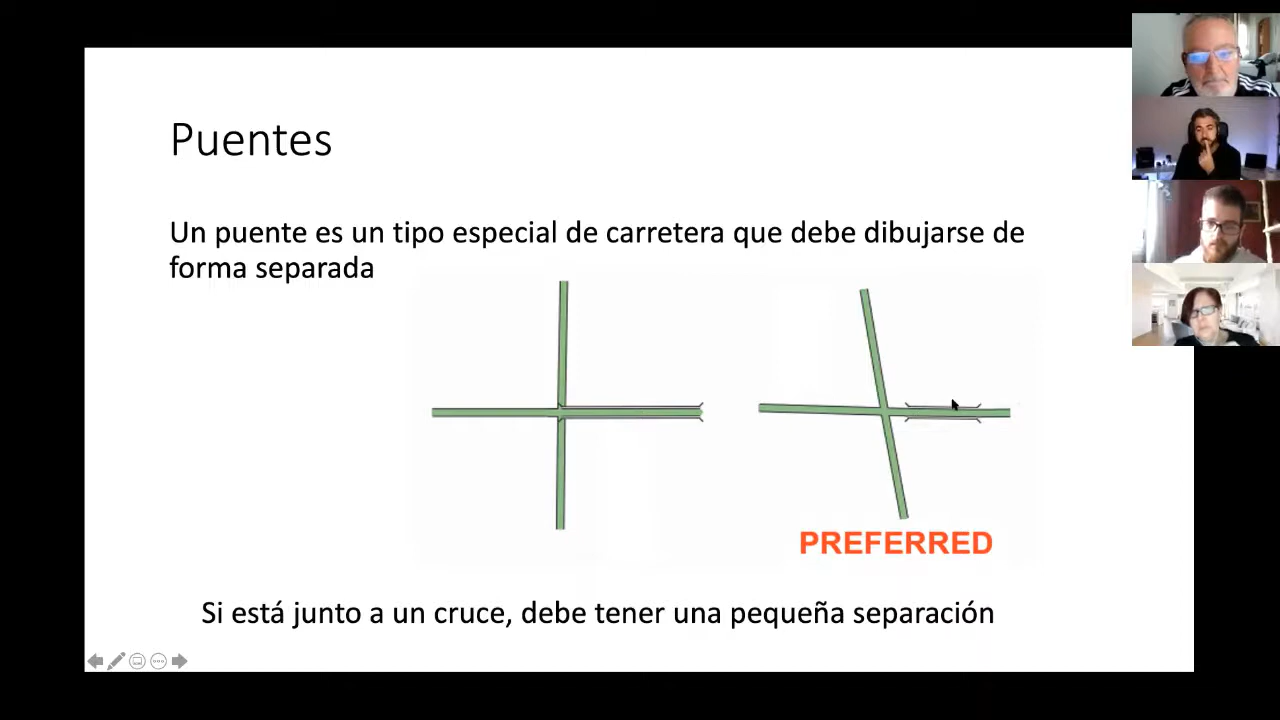 Puentes
Un puente es un tipo especial de carretera que debe dibujarse de
forma separada
PREFERRED
Si está junto a un cruce, debe tener una pequeña separación